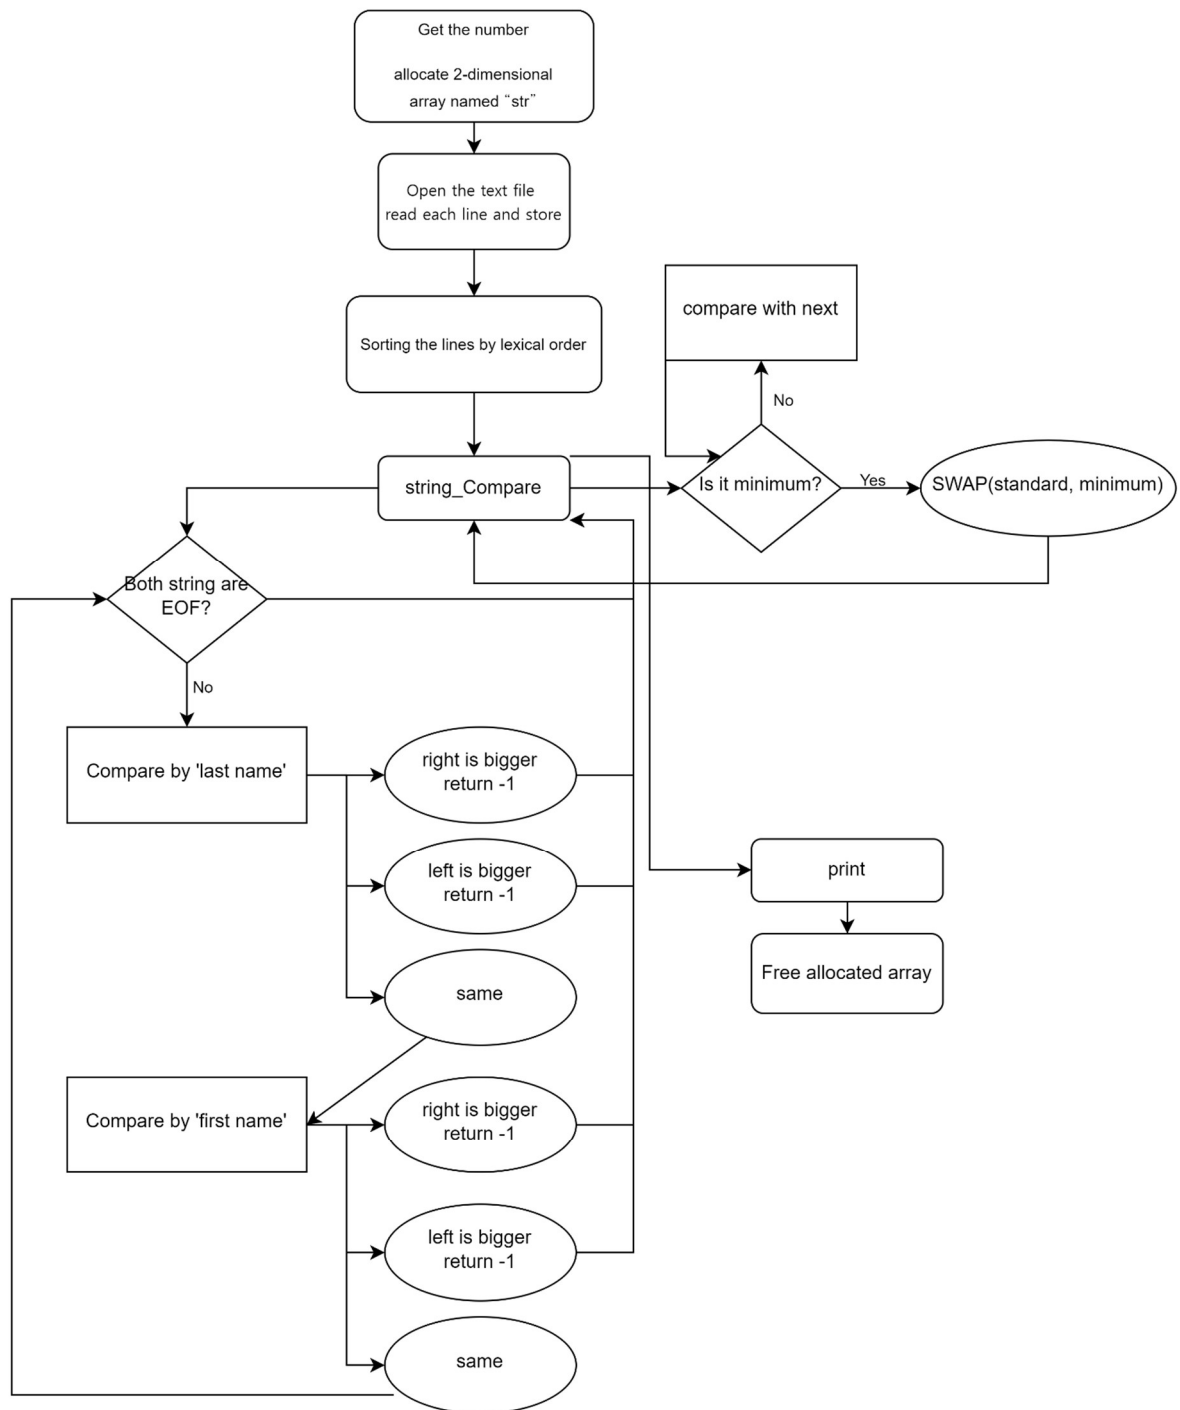 Get the number
allocate 2-dimensional
array named “str”
Open the text file
read each line and store
Sorting the lines by lexical order
compare with next
No
string_Compare
Is it minimum?
Yes
SWAP(standard, minimum)
Both string are
EOF?
No
Compare by 'last name'
right is bigger
return -1
left is bigger
return -1
same
print
Free allocated array
Compare by 'first name'
right is bigger
return -1
left is bigger
return -1
same